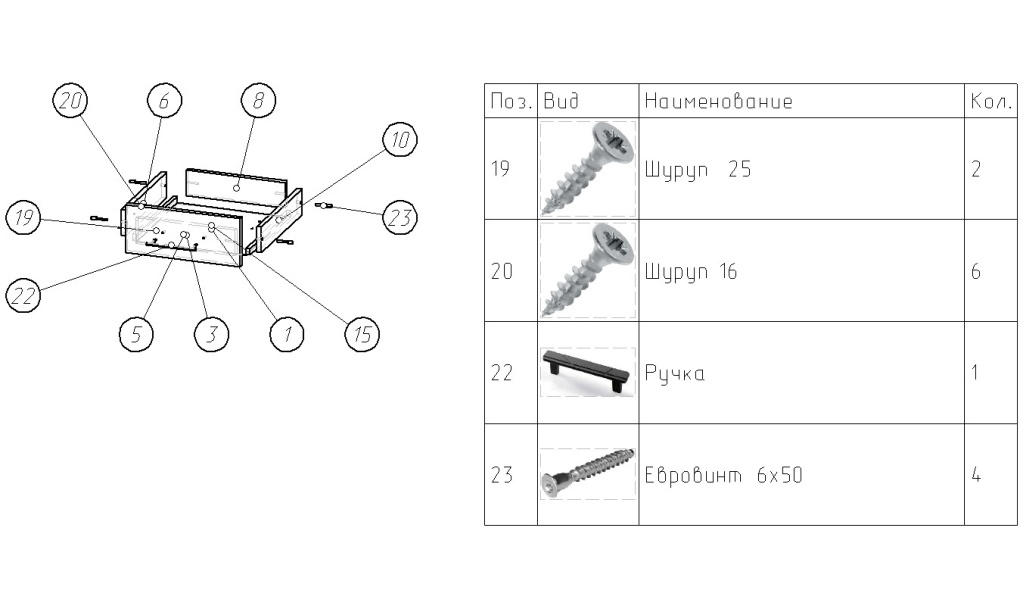 20 6 8
10
19
23
22
5 3 1 15
Поз. Вид Наименование Кол.
19 Шуруп 25 2
20 Шуруп 16 6
22 Ручка 1
23 Евровинт 6x50 4